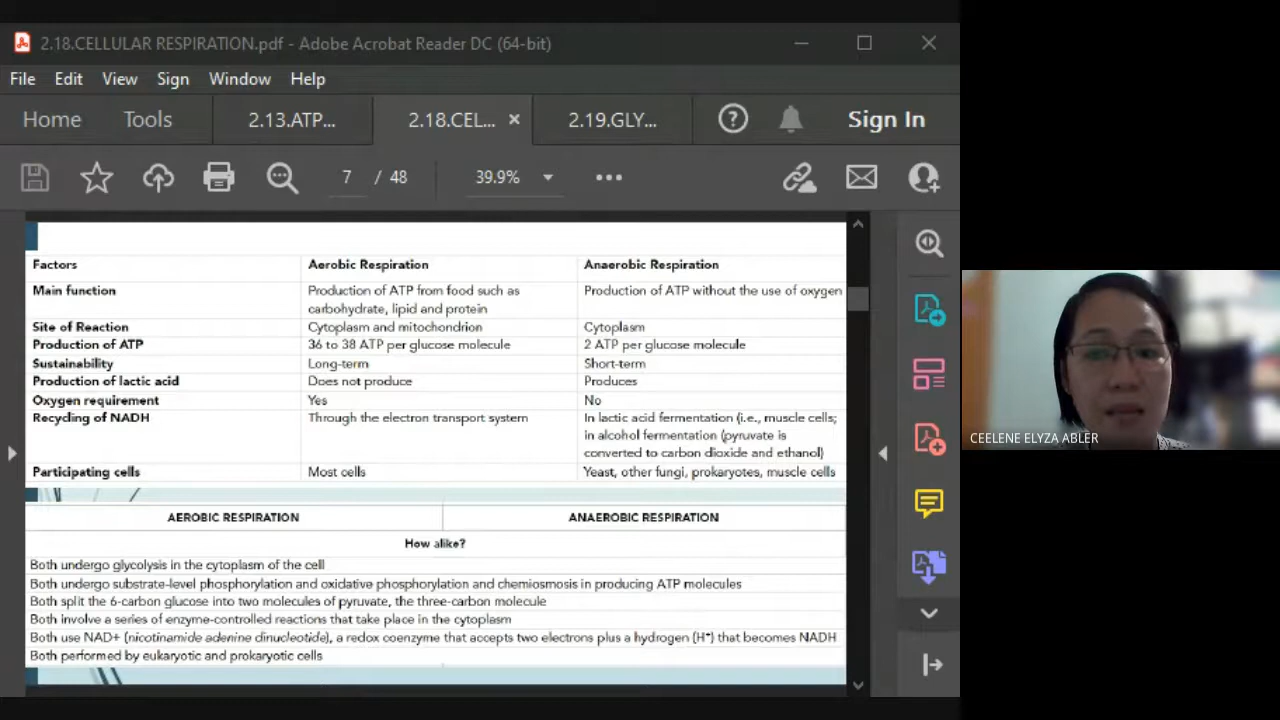 2.18.CELLULAR RESPIRATION.pdf - Adobe Acrobat Reader DC (64-bit)
File Edit View Sign Window Help
Home Tools 2.13.ATP... 2.18.CEL... 2.19.GLY... Sign In
7 / 48 39.9%
Factors Aerobic Respiration Anaerobic Respiration
Main function Production of ATP from food such as Production of ATP without the use of oxygen
carbohydrate, lipid and protein
Site of Reaction Cytoplasm and mitochondrion Cytoplasm
Production of ATP 36 to 38 ATP per glucose molecule 2 ATP per glucose molecule
Sustainability Long-term Short-term
Production of lactic acid Does not produce Produces
Oxygen requirement Yes No
Recycling of NADH Through the electron transport system In lactic acid fermentation (i.e., muscle cells;
in alcohol fermentation (pyruvate is
converted to carbon dioxide and ethanol)
Participating cells Most cells Yeast, other fungi, prokaryotes, muscle cells
AEROBIC RESPIRATION ANAEROBIC RESPIRATION
How alike?
Both undergo glycolysis in the cytoplasm of the cell
Both undergo substrate-level phosphorylation and oxidative phosphorylation and chemiosmosis in producing ATP molecules
Both split the 6-carbon glucose into two molecules of pyruvate, the three-carbon molecule
Both involve a series of enzyme-controlled reactions that take place in the cytoplasm
Both use NAD+ (nicotinamide adenine dinucleotide), a redox coenzyme that accepts two electrons plus a hydrogen (H⁺) that becomes NADH
Both performed by eukaryotic and prokaryotic cells
CEELENE ELYZA ABLER